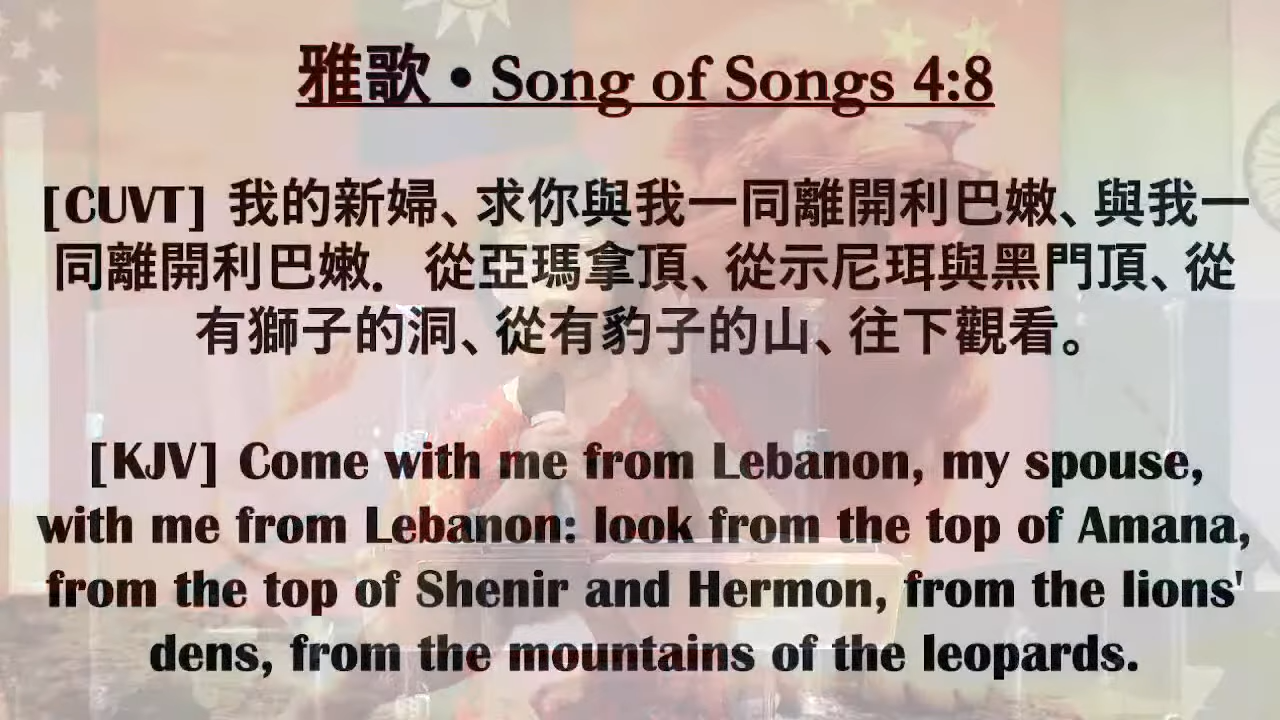 雅歌 • Song of Songs 4:8
[CUVT] 我的新婦、求你與我一同離開利巴嫩、與我一
同離開利巴嫩． 從亞瑪拿頂、從示尼珥與黑門頂、從
有獅子的洞、從有豹子的山、往下觀看。
[KJV] Come with me from Lebanon, my spouse,
with me from Lebanon: look from the top of Amana,
from the top of Shenir and Hermon, from the lions'
dens, from the mountains of the leopards.